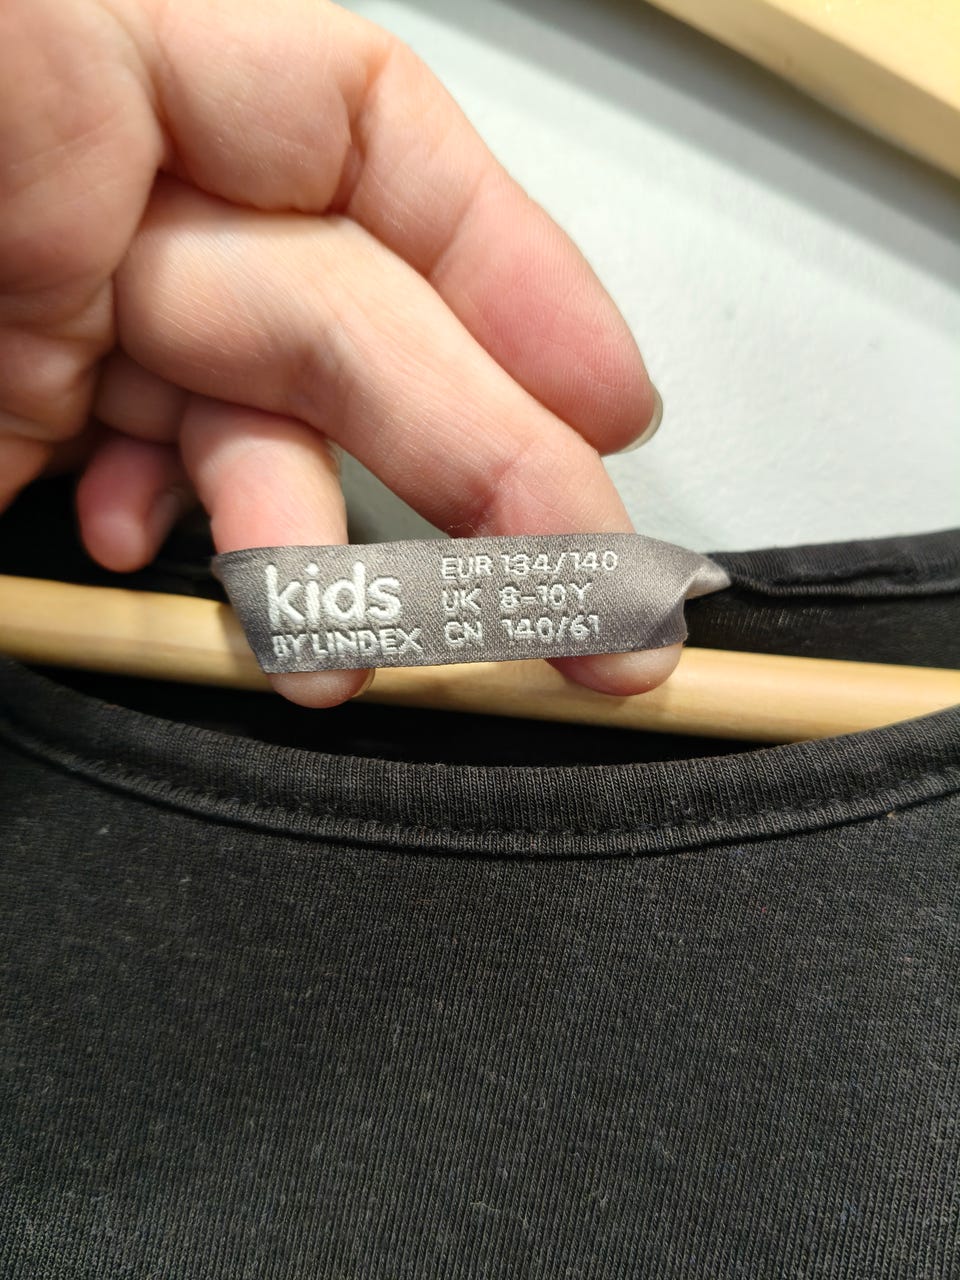 kids
BY LINDEX
EUR 134/140
UK 8-10Y
CN 140/61